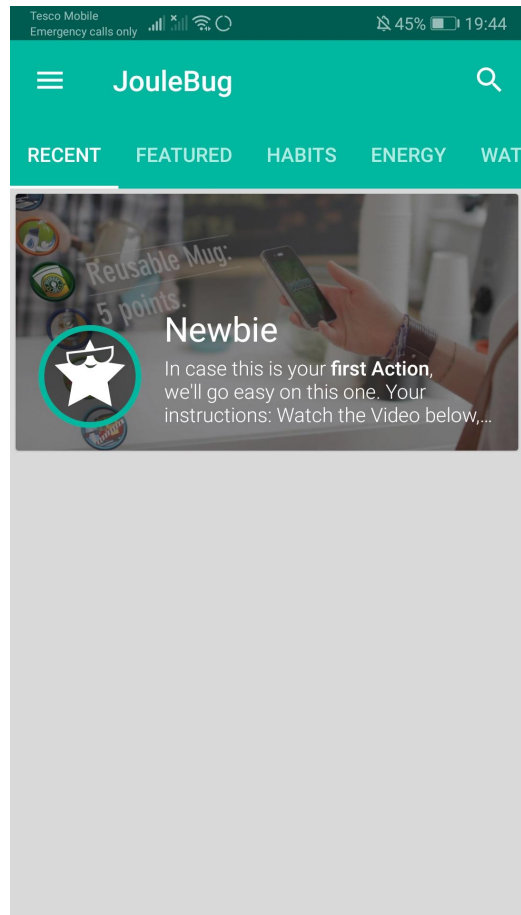 Tesco Mobile
Emergency calls only
45% 19:44
JouleBug
RECENT FEATURED HABITS ENERGY WAT
Reusable Mug:
5 points.
Newbie
In case this is your first Action,
we'll go easy on this one. Your
instructions: Watch the Video below,...